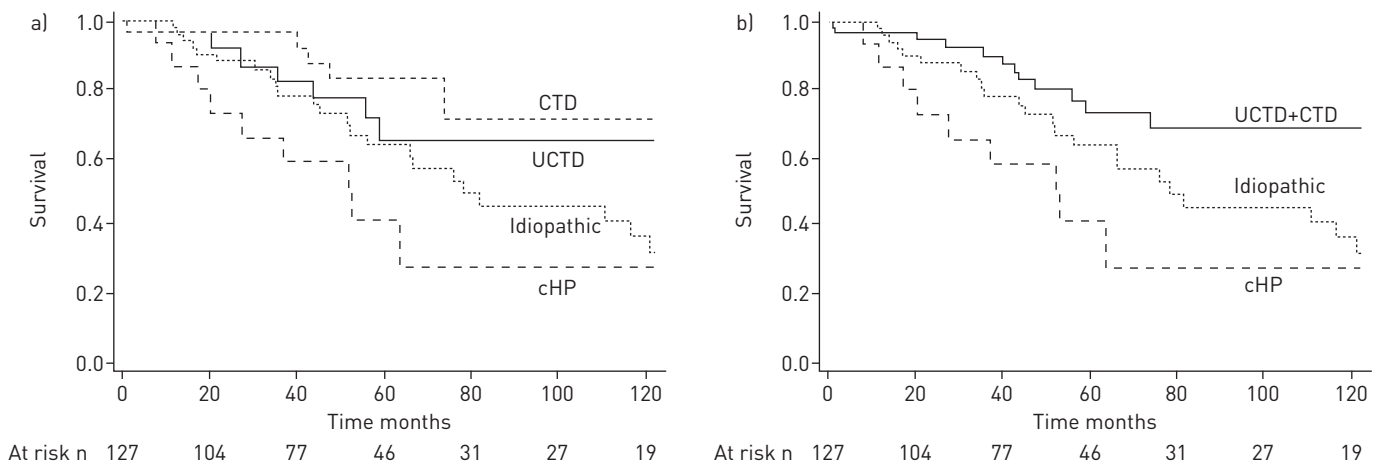 a)
1.0
0.8
0.6
0.4
0.2
0.0
Survival
CTD
UCTD
Idiopathic
cHP
0 20 40 60 80 100 120
Time months
At risk n 127 104 77 46 31 27 19
b)
1.0
0.8
0.6
0.4
0.2
0.0
Survival
UCTD+CTD
Idiopathic
cHP
0 20 40 60 80 100 120
Time months
At risk n 127 104 77 46 31 27 19